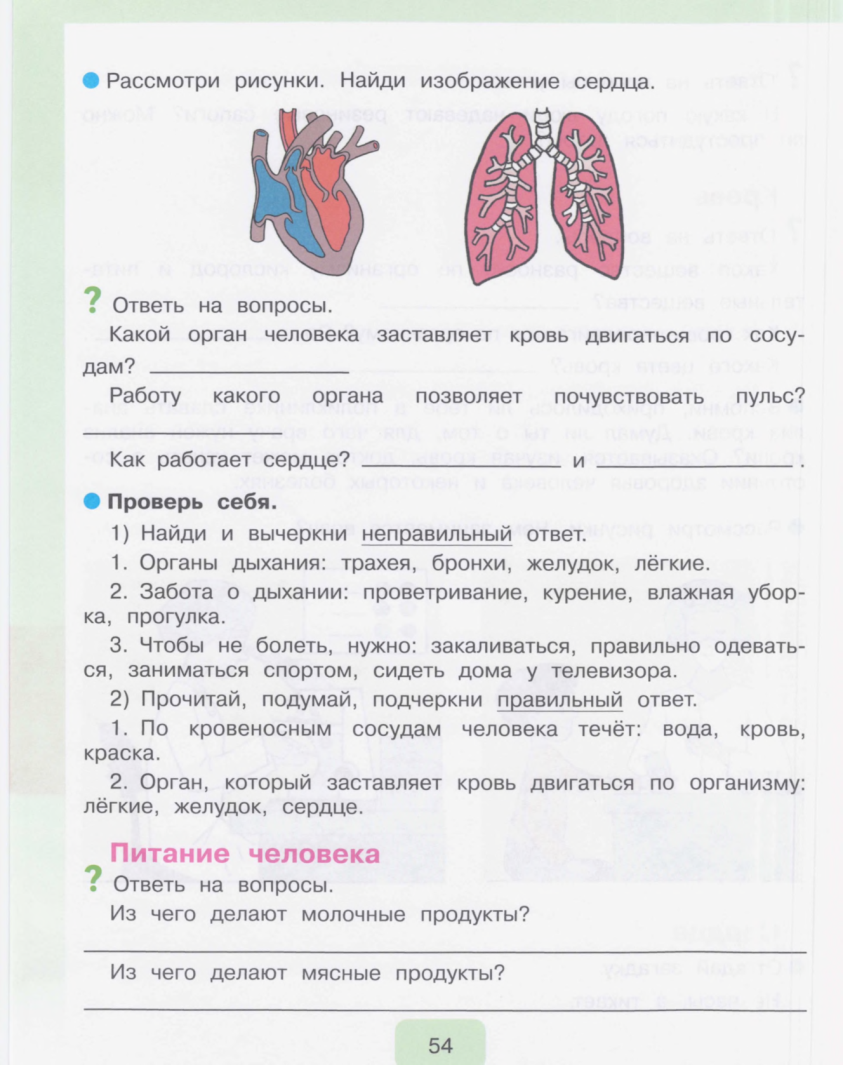 Рассмотри рисунки. Найди изображение сердца.
? Ответь на вопросы.
Какой орган человека заставляет кровь двигаться по сосу-
дам?
Работу какого органа позволяет почувствовать пульс?
Как работает сердце? и .
Проверь себя.
1) Найди и вычеркни неправильный ответ.
1. Органы дыхания: трахея, бронхи, желудок, лёгкие.
2. Забота о дыхании: проветривание, курение, влажная убор-
ка, прогулка.
3. Чтобы не болеть, нужно: закаливаться, правильно одевать-
ся, заниматься спортом, сидеть дома у телевизора.
2) Прочитай, подумай, подчеркни правильный ответ.
1. По кровеносным сосудам человека течёт: вода, кровь,
краска.
2. Орган, который заставляет кровь двигаться по организму:
лёгкие, желудок, сердце.
Питание человека
? Ответь на вопросы.
Из чего делают молочные продукты?
Из чего делают мясные продукты?
54